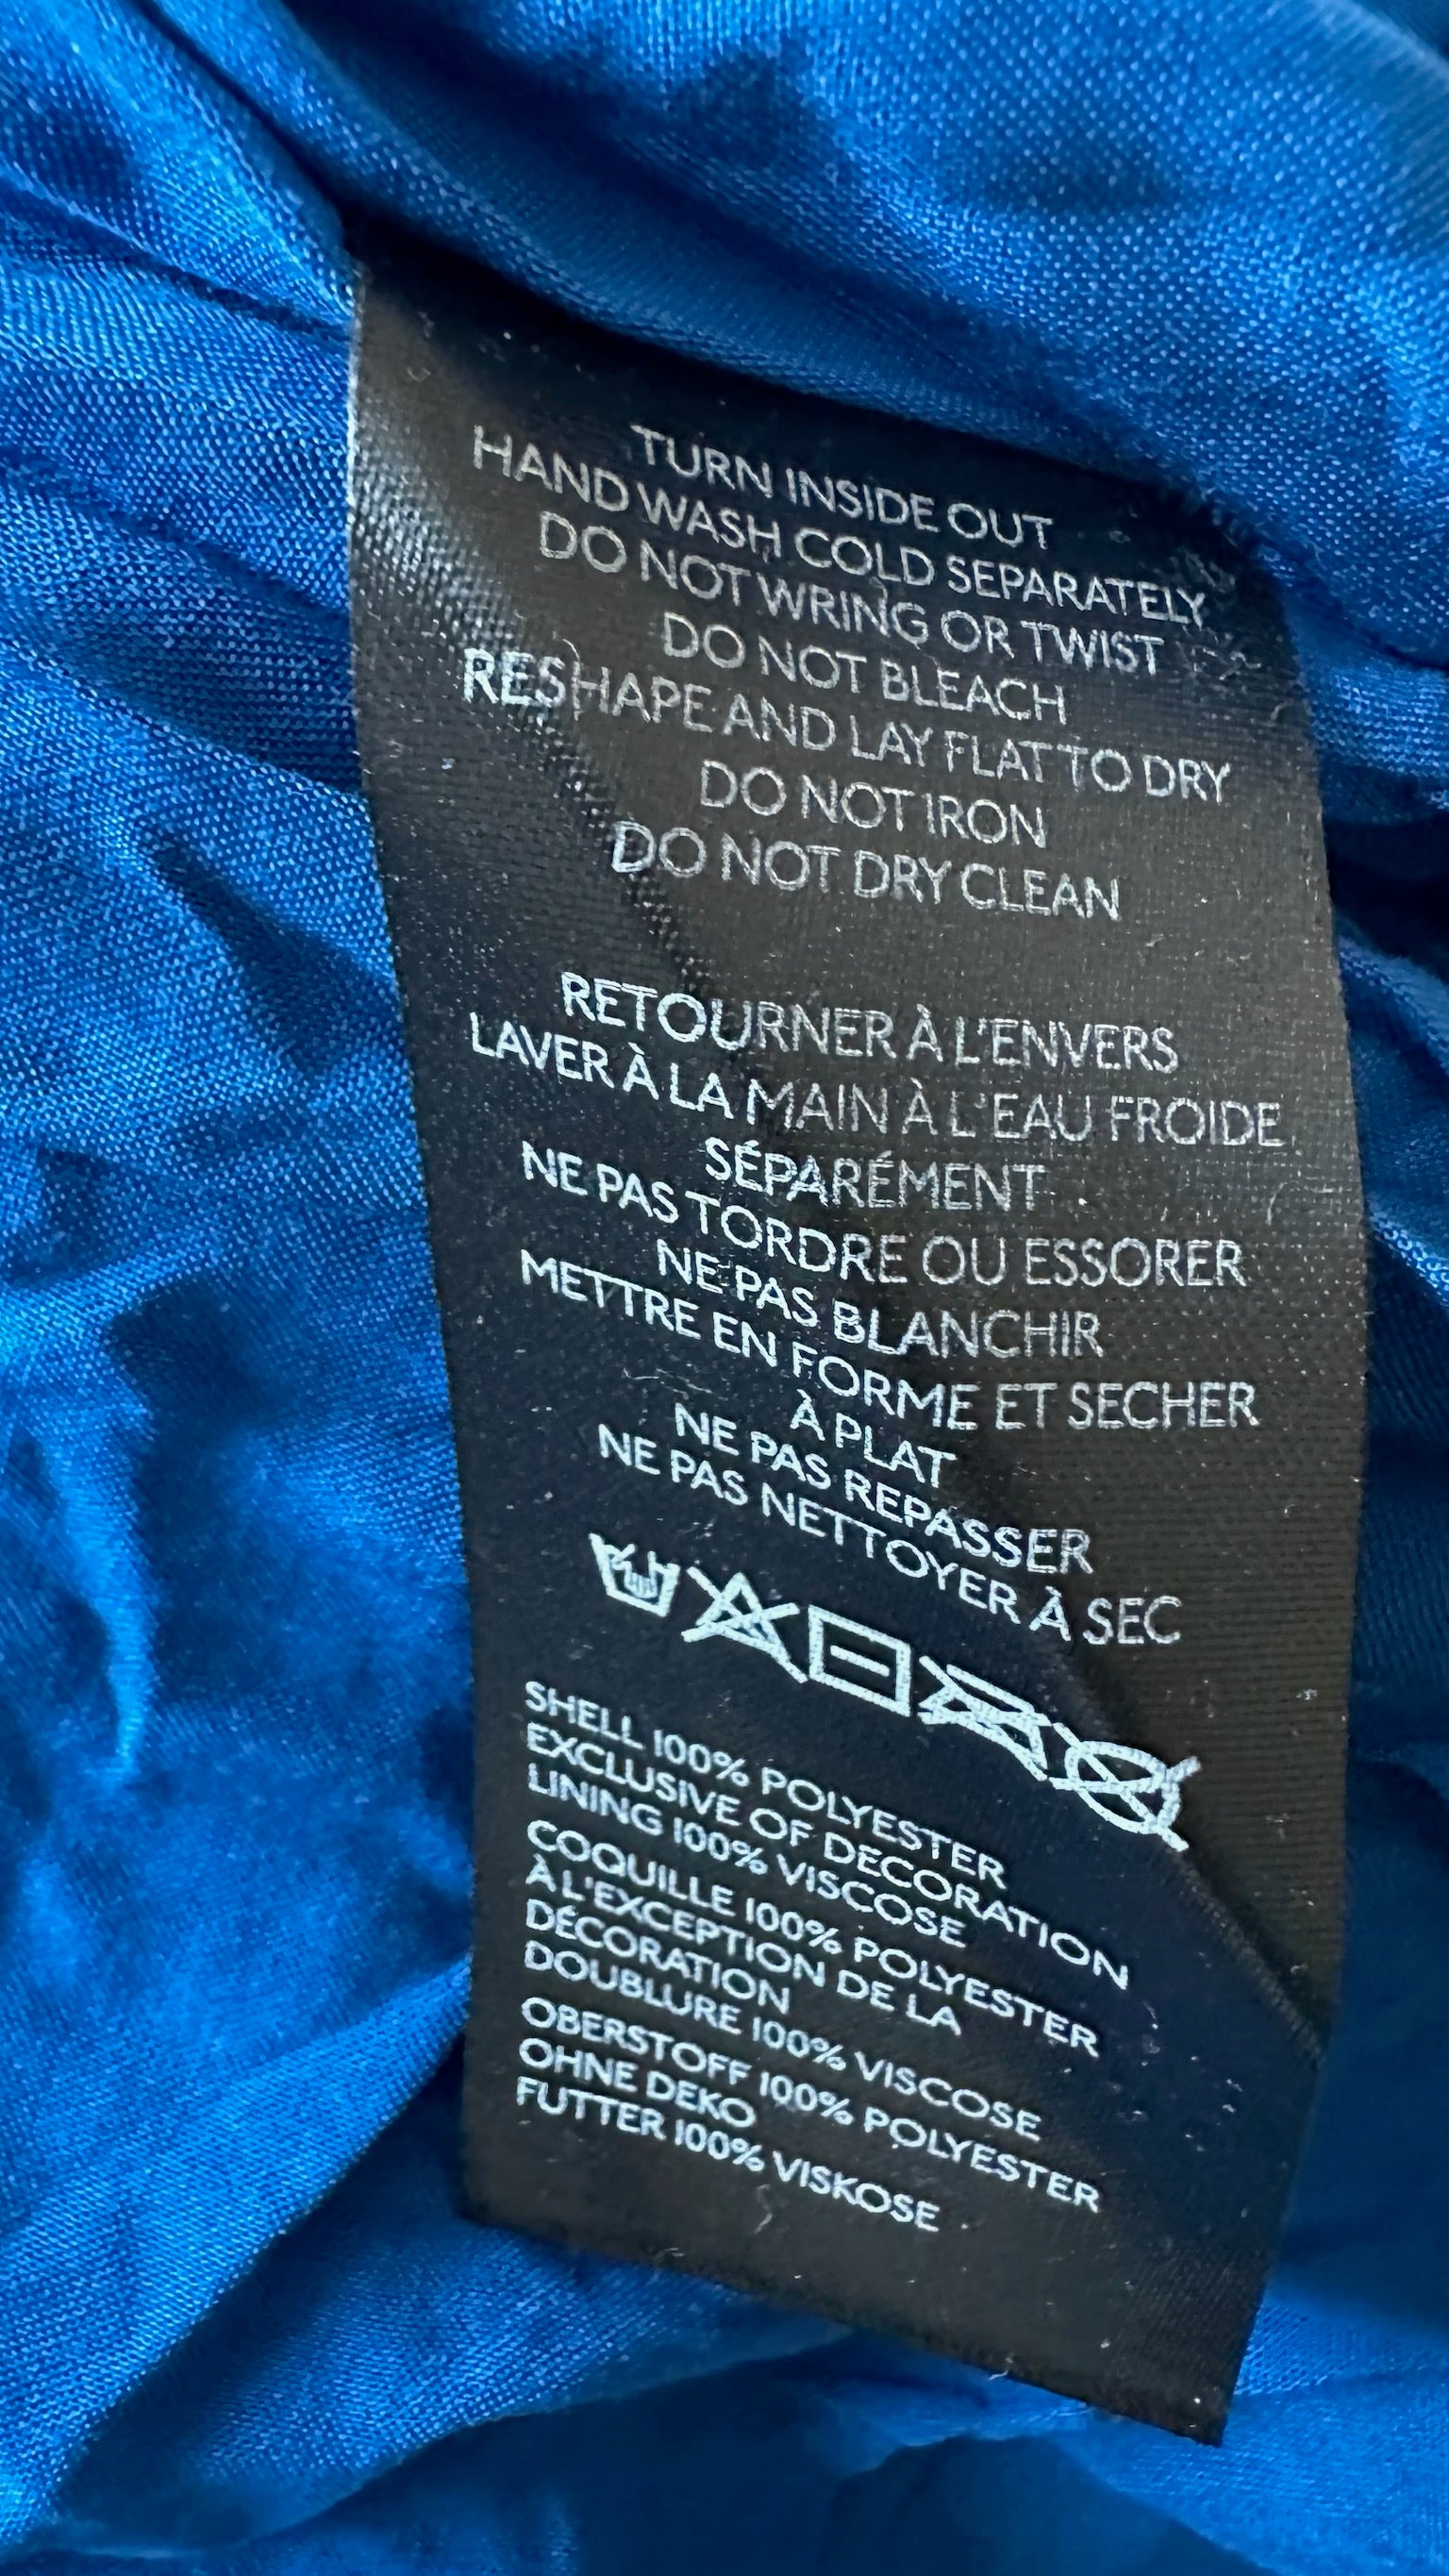 TURN INSIDE OUT
HAND WASH COLD SEPARATELY
DO NOT WRING OR TWIST
DO NOT BLEACH
RESHAPE AND LAY FLAT TO DRY
DO NOT IRON
DO NOT DRY CLEAN
RETOURNER À L'ENVERS
LAVER À LA MAIN À L'EAU FROIDE
SÉPARÉMENT
NE PAS TORDRE OU ESSORER
NE PAS BLANCHIR
METTRE EN FORME ET SECHER
À PLAT
NE PAS REPASSER
NE PAS NETTOYER À SEC
SHELL 100% POLYESTER
EXCLUSIVE OF DECORATION
LINING 100% VISCOSE
COQUILLE 100% POLYESTER
À L'EXCEPTION DE LA
DÉCORATION
DOUBLURE 100% VISCOSE
OBERSTOFF 100% POLYESTER
OHNE DEKO
FUTTER 100% VISKOSE